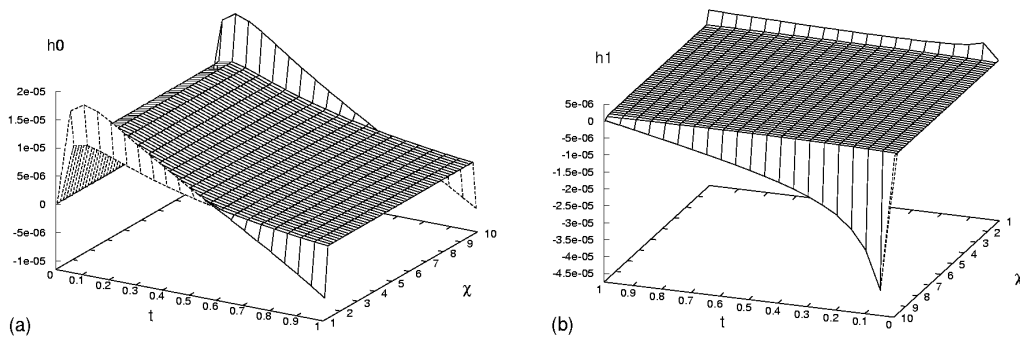 h0
2e-05
1.5e-05
1e-05
5e-06
0
-5e-06
-1e-05
0 0.1 0.2 0.3 0.4 0.5 0.6 0.7 0.8 0.9 1
t
1 2 3 4 5 6 7 8 9 10
χ
(a)
h1
5e-06
0
-5e-06
-1e-05
-1.5e-05
-2e-05
-2.5e-05
-3e-05
-3.5e-05
-4e-05
-4.5e-05
1 0.9 0.8 0.7 0.6 0.5 0.4 0.3 0.2 0.1 0
t
10 9 8 7 6 5 4 3 2 1
χ
(b)